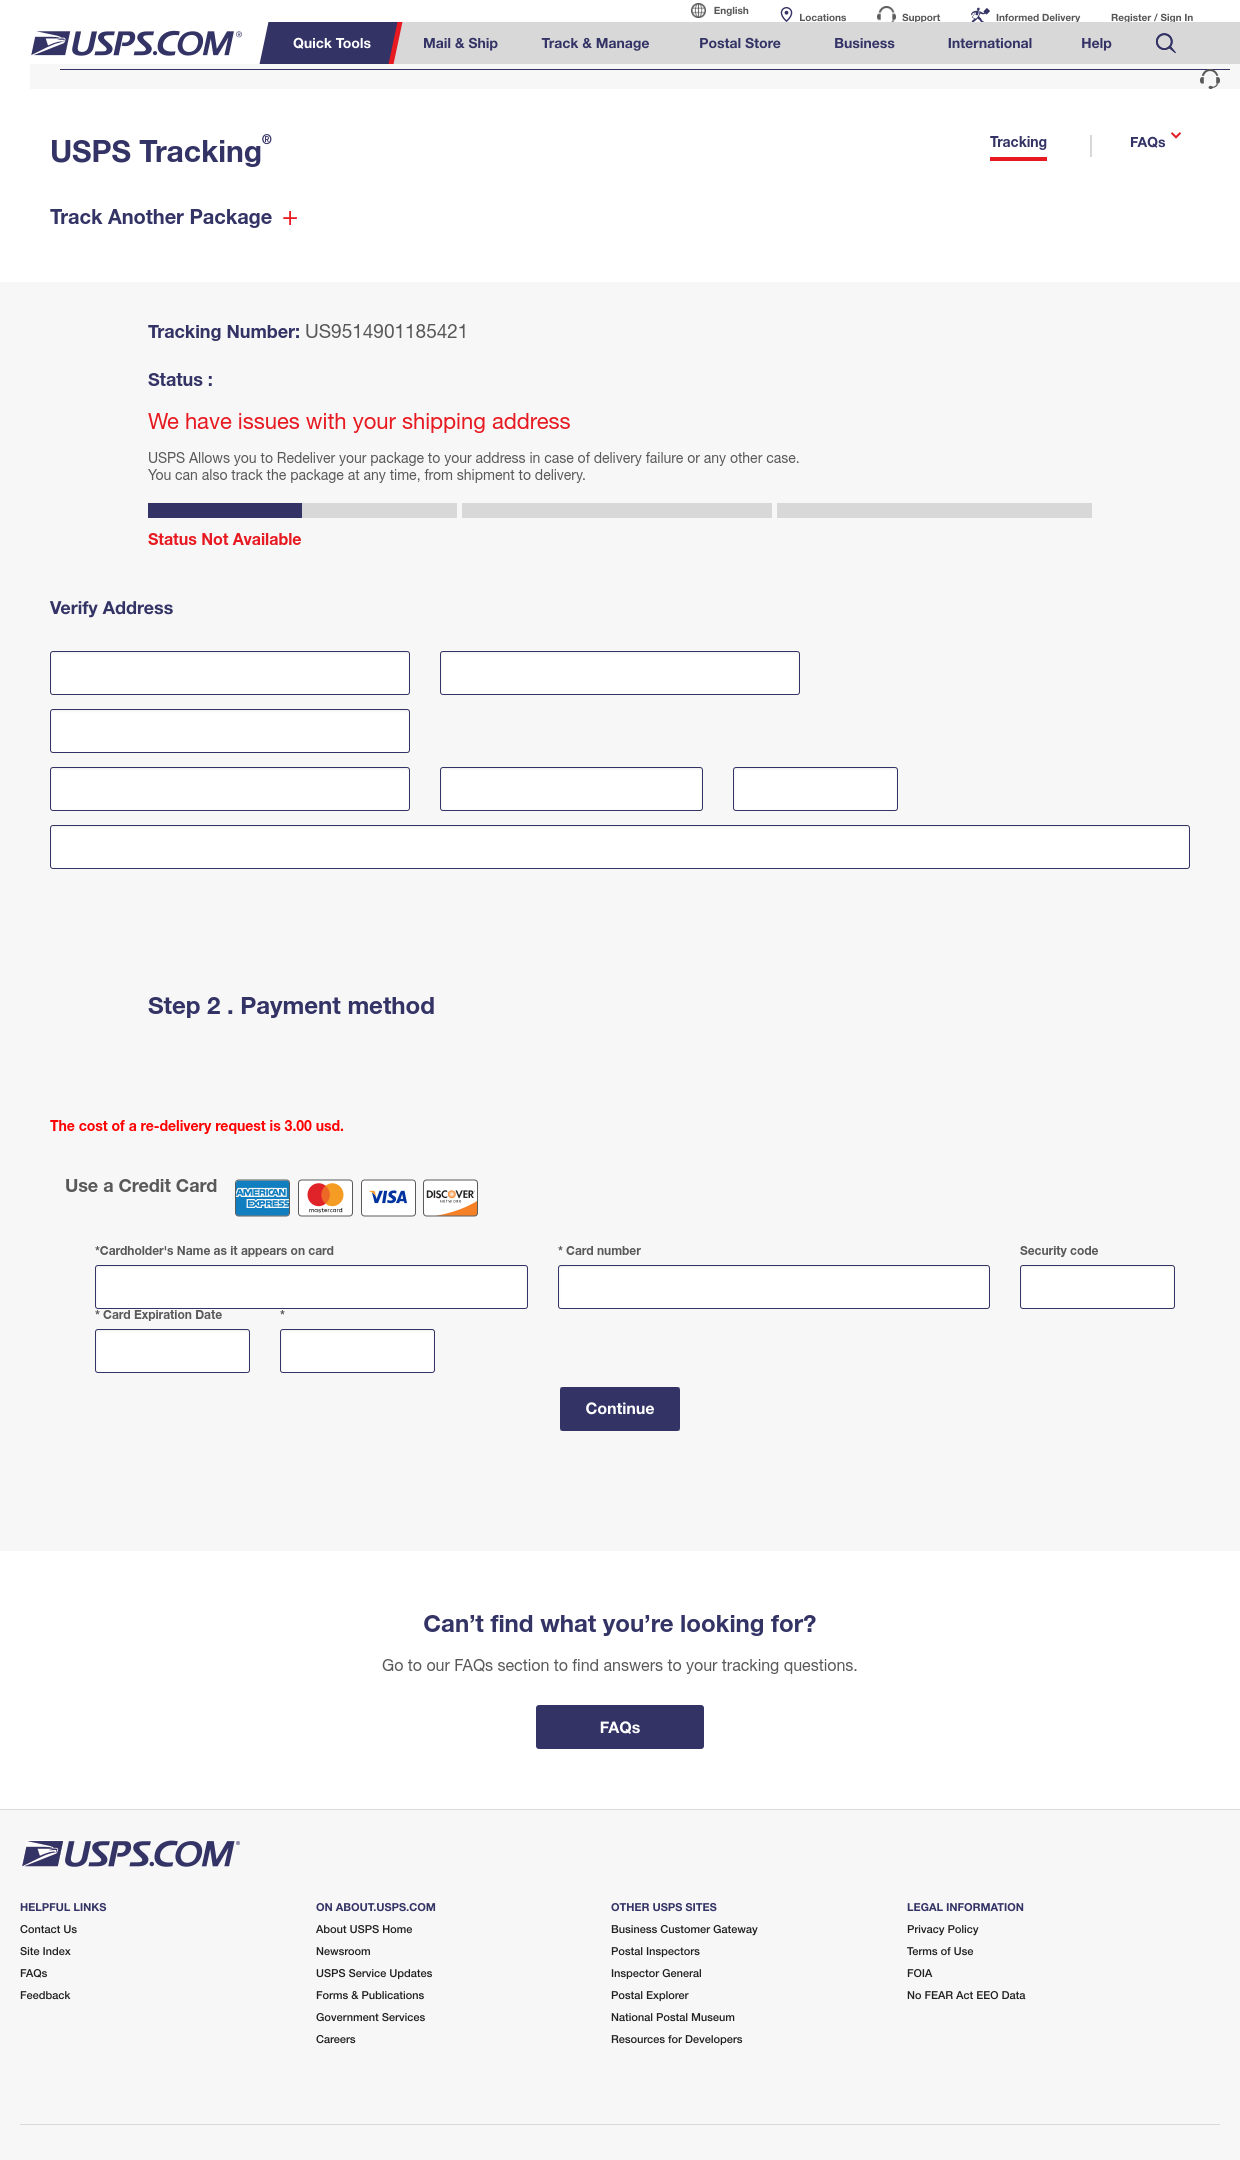 English
Locations
Support
Informed Delivery
Register / Sign In
USPS.COM®
Quick Tools
Mail & Ship
Track & Manage
Postal Store
Business
International
Help
USPS Tracking®
Tracking
FAQs
Track Another Package +
Tracking Number: US9514901185421
Status :
We have issues with your shipping address
USPS Allows you to Redeliver your package to your address in case of delivery failure or any other case.
You can also track the package at any time, from shipment to delivery.
Status Not Available
Verify Address
Step 2 . Payment method
The cost of a re-delivery request is 3.00 usd.
Use a Credit Card
AMERICAN
EXPRESS
mastercard
VISA
DISCOVER
NETWORK
*Cardholder's Name as it appears on card
* Card number
Security code
* Card Expiration Date
*
Continue
Can’t find what you’re looking for?
Go to our FAQs section to find answers to your tracking questions.
FAQs
USPS.COM®
HELPFUL LINKS
Contact Us
Site Index
FAQs
Feedback
ON ABOUT.USPS.COM
About USPS Home
Newsroom
USPS Service Updates
Forms & Publications
Government Services
Careers
OTHER USPS SITES
Business Customer Gateway
Postal Inspectors
Inspector General
Postal Explorer
National Postal Museum
Resources for Developers
LEGAL INFORMATION
Privacy Policy
Terms of Use
FOIA
No FEAR Act EEO Data